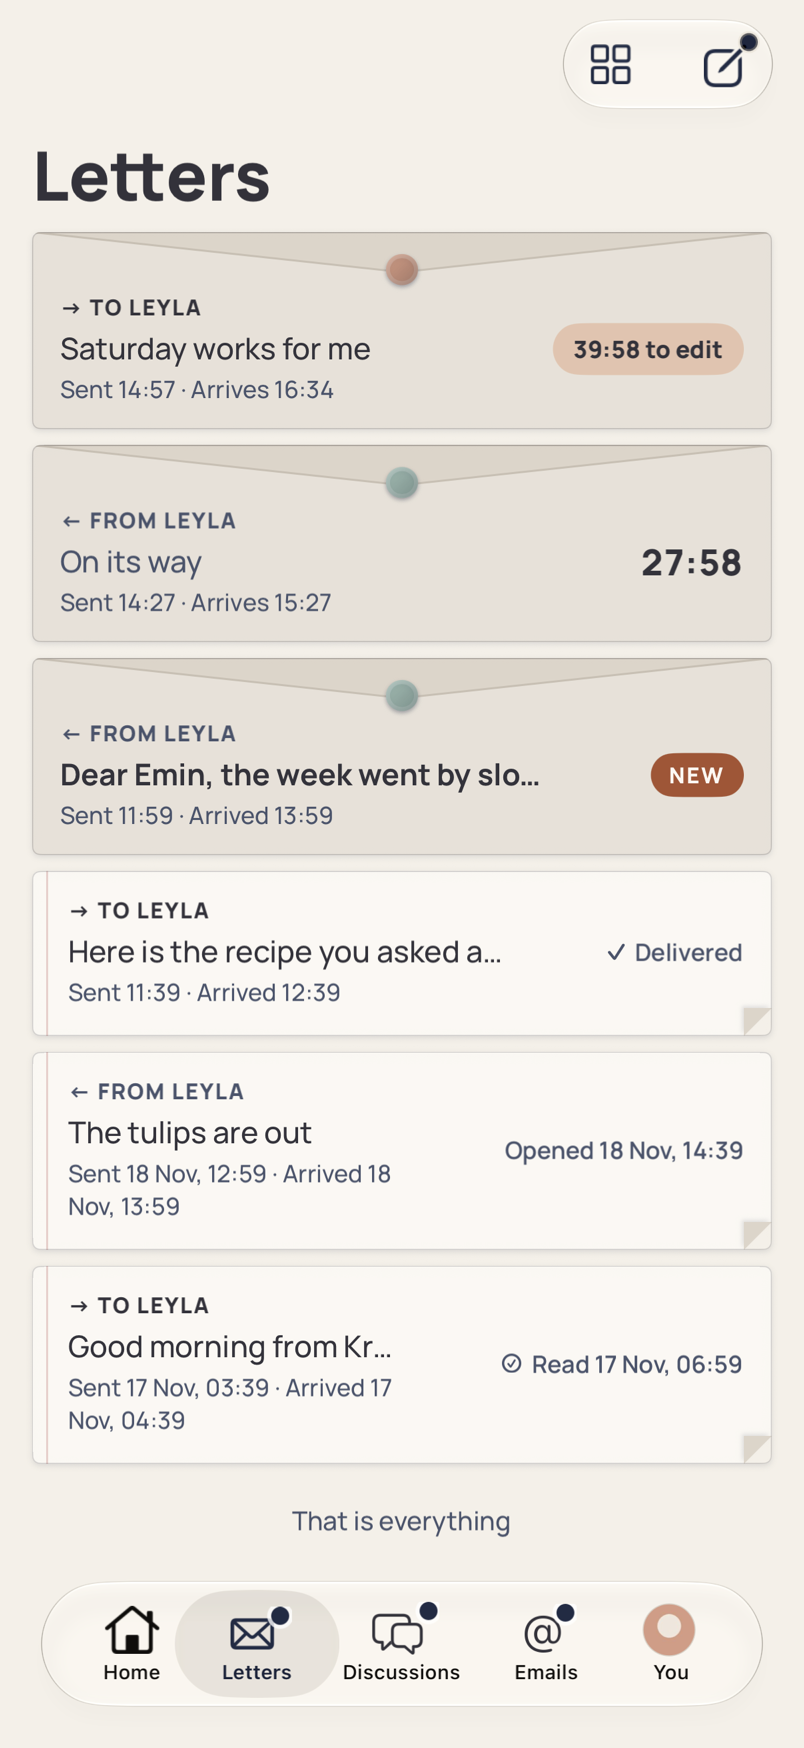 Letters
→ TO LEYLA
Saturday works for me
39:58 to edit
Sent 14:57 · Arrives 16:34
← FROM LEYLA
On its way
27:58
Sent 14:27 · Arrives 15:27
← FROM LEYLA
Dear Emin, the week went by slo...
NEW
Sent 11:59 · Arrived 13:59
→ TO LEYLA
Here is the recipe you asked a...
Delivered
Sent 11:39 · Arrived 12:39
← FROM LEYLA
The tulips are out
Opened 18 Nov, 14:39
Sent 18 Nov, 12:59 · Arrived 18
Nov, 13:59
→ TO LEYLA
Good morning from Kr...
Read 17 Nov, 06:59
Sent 17 Nov, 03:39 · Arrived 17
Nov, 04:39
That is everything
Home
Letters
Discussions
Emails
You